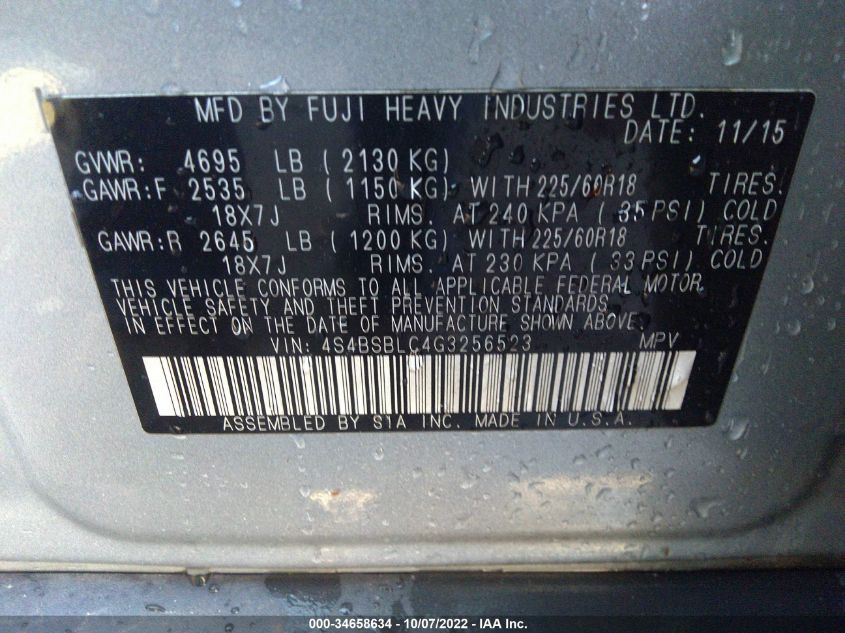 MFD BY FUJI HEAVY INDUSTRIES LTD.
DATE: 11/15
GVWR: 4695 LB ( 2130 KG)
GAWR:F 2535 LB ( 1150 KG) WITH 225/60R18 TIRES.
18X7J RIMS. AT 240 KPA ( 35 PSI) COLD
GAWR:R 2645 LB ( 1200 KG) WITH 225/60R18 TIRES.
18X7J RIMS. AT 230 KPA ( 33 PSI) COLD
THIS VEHICLE CONFORMS TO ALL APPLICABLE FEDERAL MOTOR
VEHICLE SAFETY AND THEFT PREVENTION STANDARDS
IN EFFECT ON THE DATE OF MANUFACTURE SHOWN ABOVE.
VIN: 4S4BSBLC4G3256523 MPV
ASSEMBLED BY SIA INC. MADE IN U.S.A.
000-34658634 - 10/07/2022 - IAA Inc.